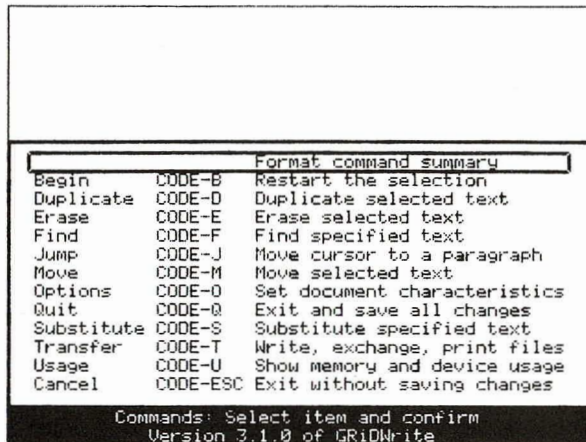 Format command summary
Begin CODE-B Restart the selection
Duplicate CODE-D Duplicate selected text
Erase CODE-E Erase selected text
Find CODE-F Find specified text
Jump CODE-J Move cursor to a paragraph
Move CODE-M Move selected text
Options CODE-O Set document characteristics
Quit CODE-Q Exit and save all changes
Substitute CODE-S Substitute specified text
Transfer CODE-T Write, exchange, print files
Usage CODE-U Show memory and device usage
Cancel CODE-ESC Exit without saving changes
Commands: Select item and confirm
Version 3.1.0 of GRiDWrite